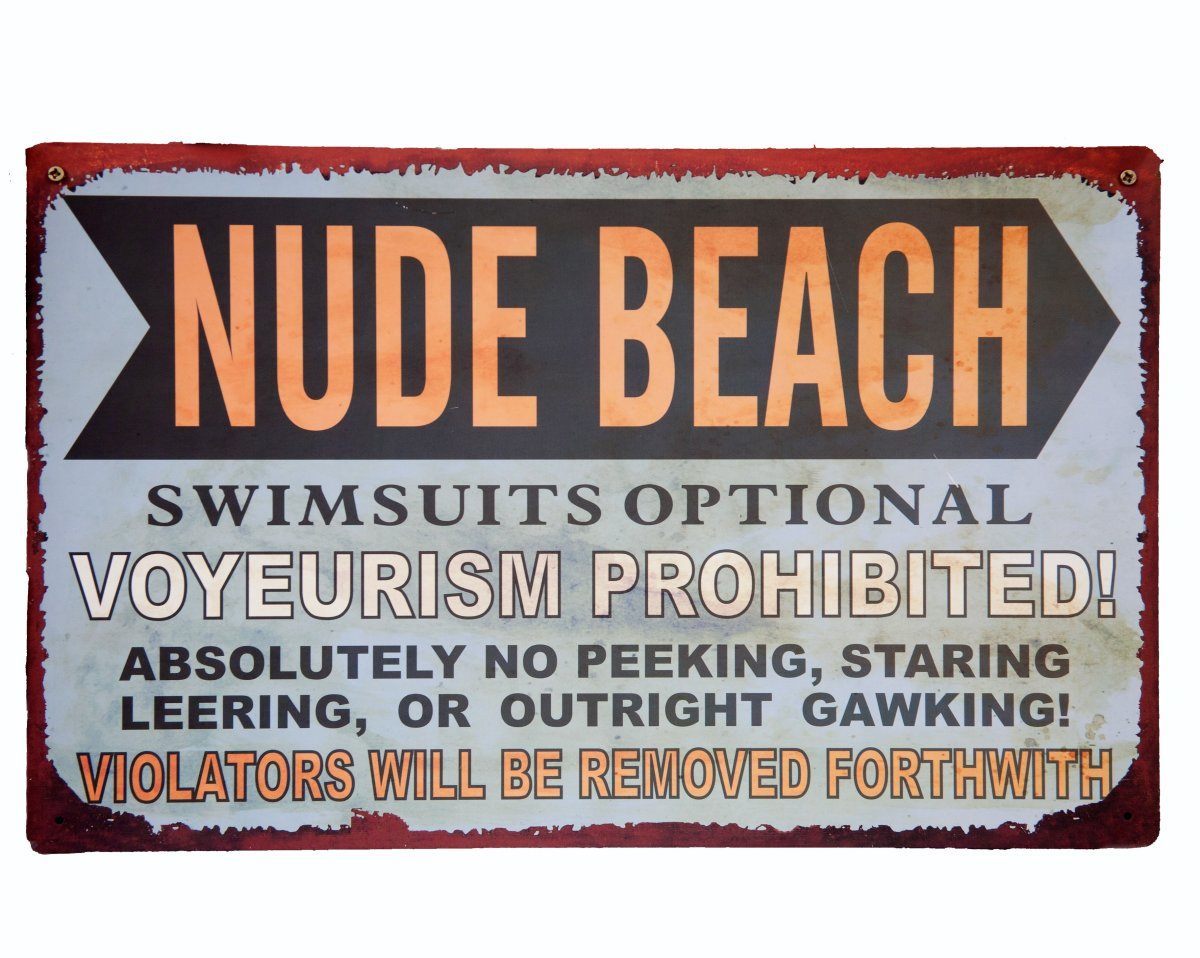 NUDE BEACH
SWIMSUITS OPTIONAL
VOYEURISM PROHIBITED!
ABSOLUTELY NO PEEKING, STARING
LEERING, OR OUTRIGHT GAWKING!
VIOLATORS WILL BE REMOVED FORTHWITH